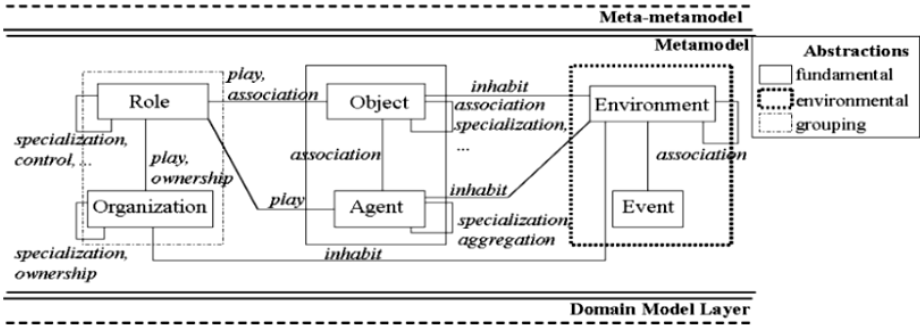 Meta-metamodel
Metamodel
Abstractions
fundamental
environmental
grouping
play,
association
Role
Object
inhabit
association
specialization,
...
Environment
specialization,
control, ...
play,
ownership
association
association
Organization
play
Agent
inhabit
specialization,
aggregation
Event
specialization,
ownership
inhabit
Domain Model Layer